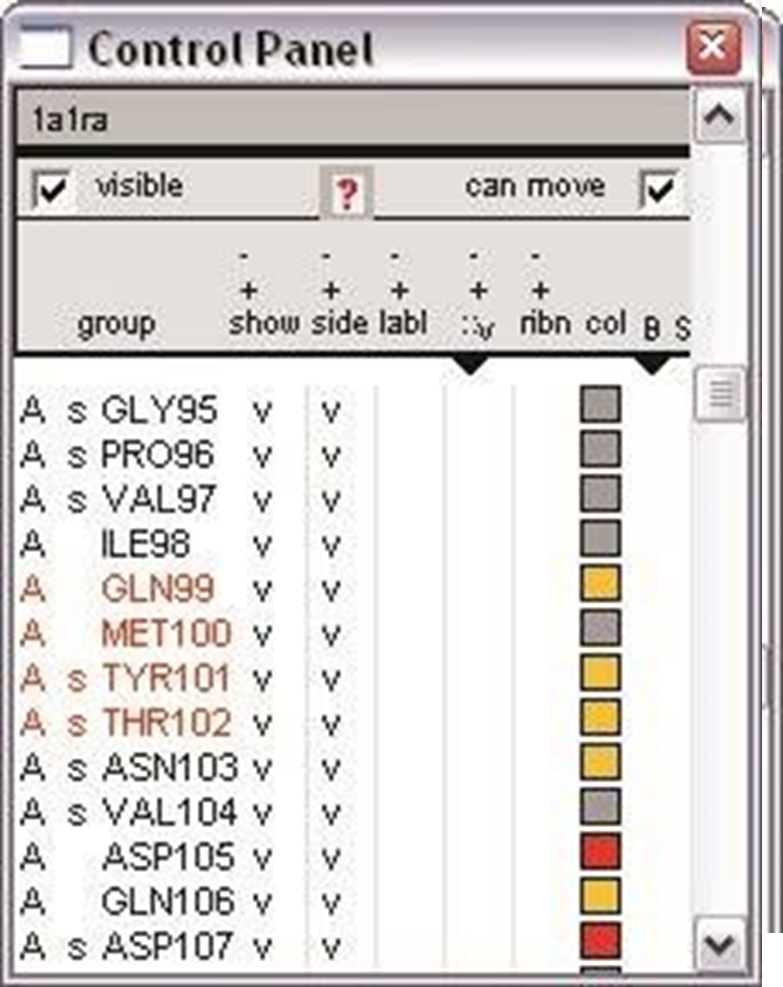 Control Panel
1a1ra
visible ? can move
- - - - -
+ + + + +
group show side labl ::v ribn col B S
A s GLY95 v v
A s PRO96 v v
A s VAL97 v v
A ILE98 v v
A GLN99 v v
A MET100 v v
A s TYR101 v v
A s THR102 v v
A s ASN103 v v
A s VAL104 v v
A ASP105 v v
A GLN106 v v
A s ASP107 v v